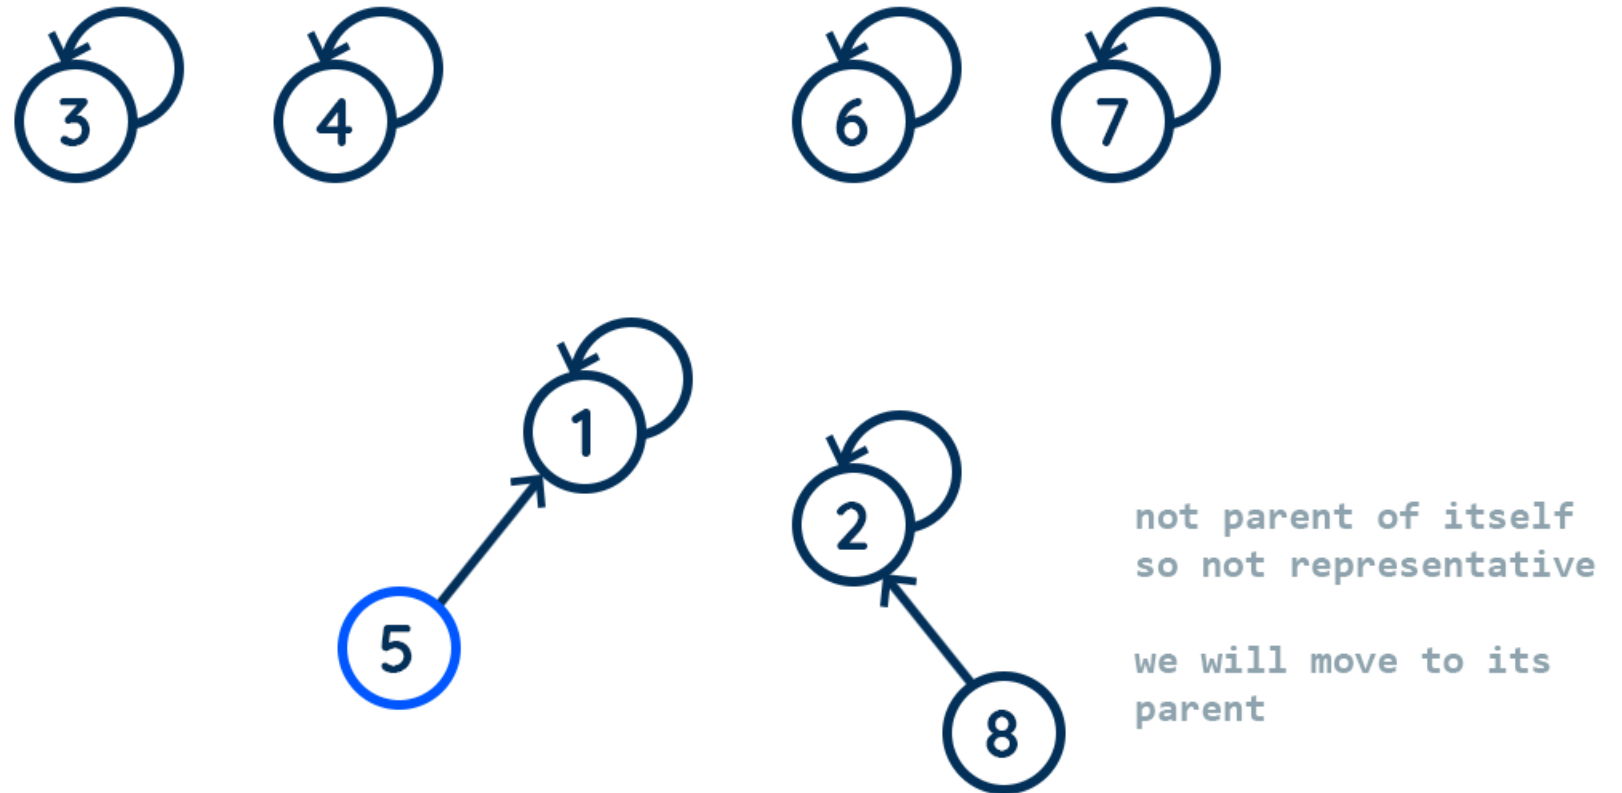 3 4 6 7
1
2
not parent of itself
so not representative
5
we will move to its
parent
8